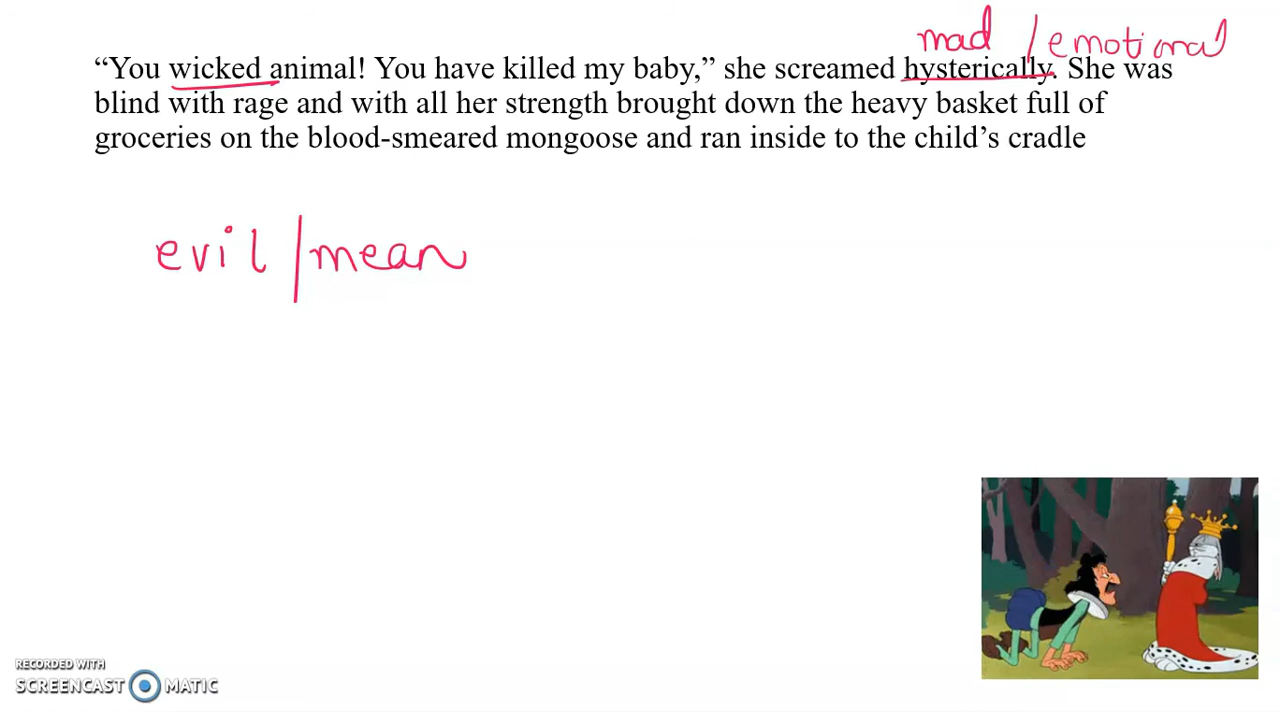 mad / emotional
“You wicked animal! You have killed my baby,” she screamed hysterically. She was
blind with rage and with all her strength brought down the heavy basket full of
groceries on the blood-smeared mongoose and ran inside to the child’s cradle
evil / mean
RECORDED WITH
SCREENCAST MATIC